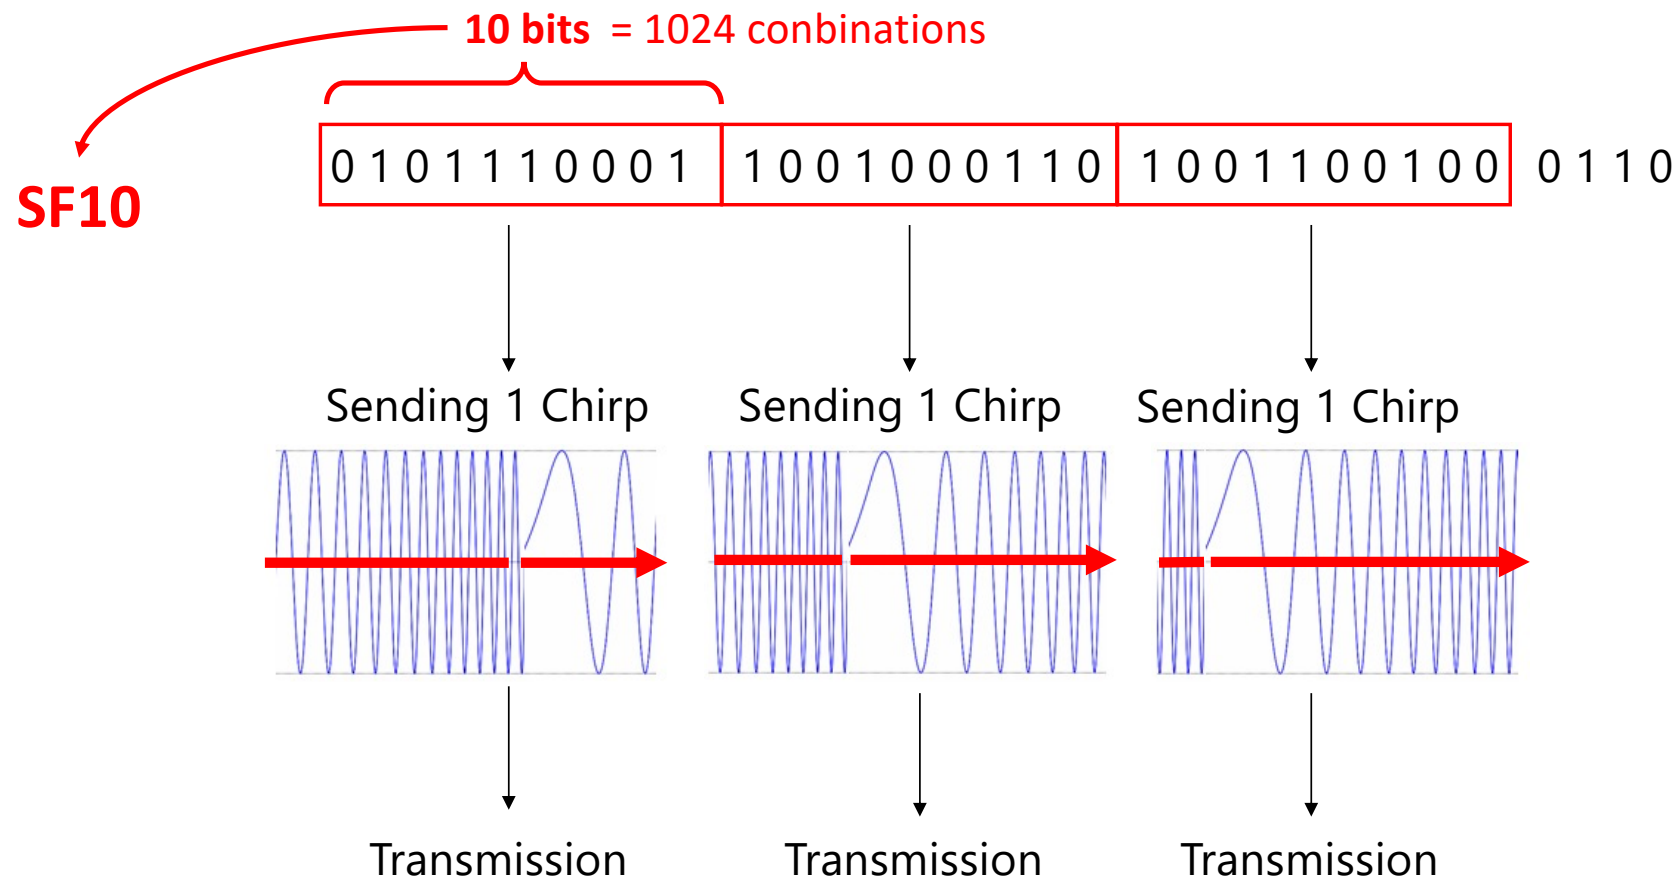 10 bits = 1024 conbinations
0 1 0 1 1 1 0 0 0 1 1 0 0 1 0 0 0 1 1 0 1 0 0 1 1 0 0 1 0 0 0 1 1 0
SF10
Sending 1 Chirp Sending 1 Chirp Sending 1 Chirp
Transmission Transmission Transmission